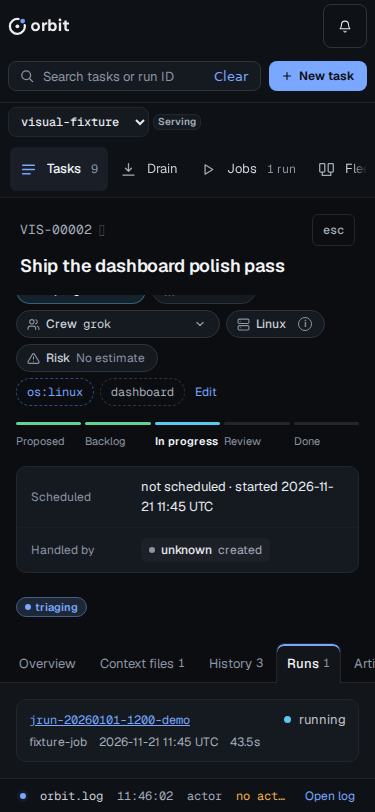 orbit
Search tasks or run ID Clear + New task
visual-fixture Serving
Tasks 9 Drain Jobs 1 run Flee
VIS-00002 esc
Ship the dashboard polish pass
Crew grok Linux
Risk No estimate
os:linux dashboard Edit
Proposed Backlog In progress Review Done
Scheduled not scheduled · started 2026-11-
21 11:45 UTC
Handled by unknown created
triaging
Overview Context files 1 History 3 Runs 1 Arti
jrun-20260101-1200-demo running
fixture-job 2026-11-21 11:45 UTC 43.5s
orbit.log 11:46:02 actor no act… Open log